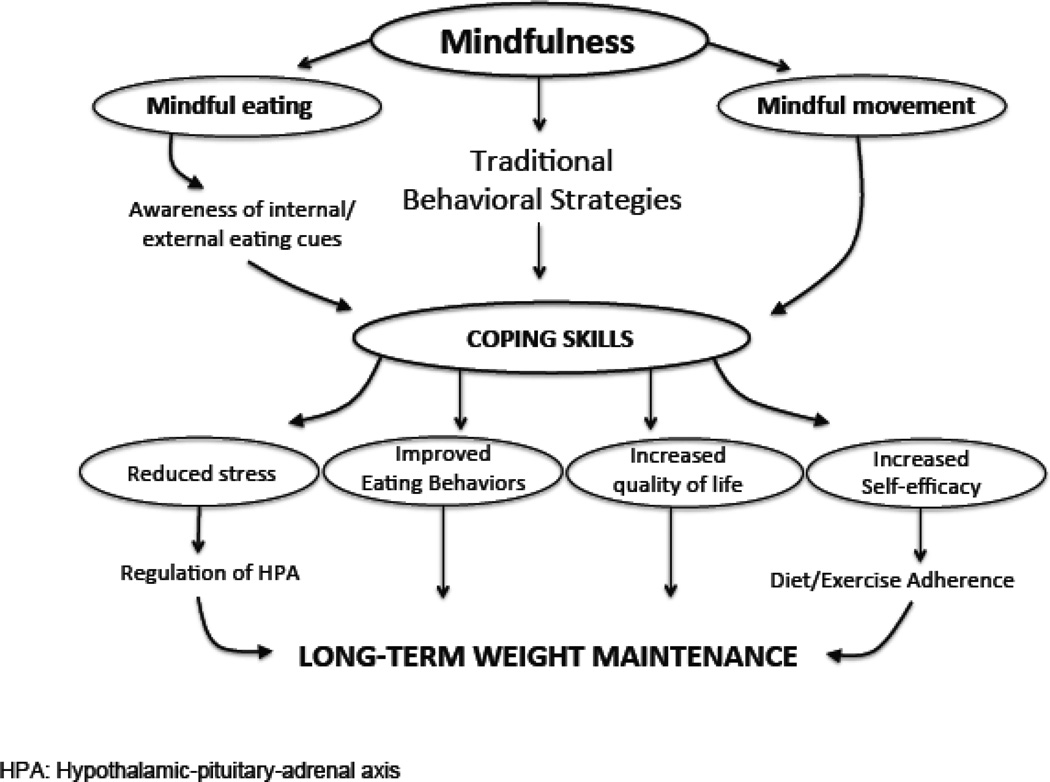 Mindfulness
Mindful eating
Mindful movement
Traditional
Behavioral Strategies
Awareness of internal/
external eating cues
COPING SKILLS
Reduced stress
Improved
Eating Behaviors
Increased
quality of life
Increased
Self-efficacy
Regulation of HPA
Diet/Exercise Adherence
LONG-TERM WEIGHT MAINTENANCE
HPA: Hypothalamic-pituitary-adrenal axis